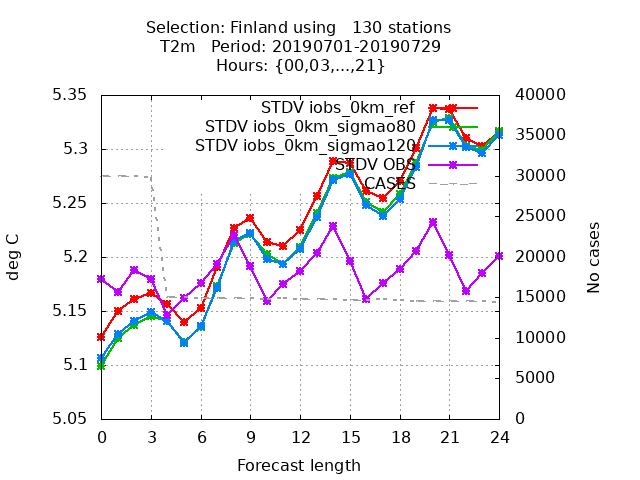 Selection: Finland using   130 stations
T2m   Period: 20190701-20190729
Hours: {00,03,...,21}
STDV iobs_0km_ref
STDV iobs_0km_sigmao80
STDV iobs_0km_sigmao120
STDV OBS
CASES
5.35
5.3
5.25
5.2
5.15
5.1
5.05
deg C
40000
35000
30000
25000
20000
15000
10000
5000
0
No cases
0 3 6 9 12 15 18 21 24
Forecast length